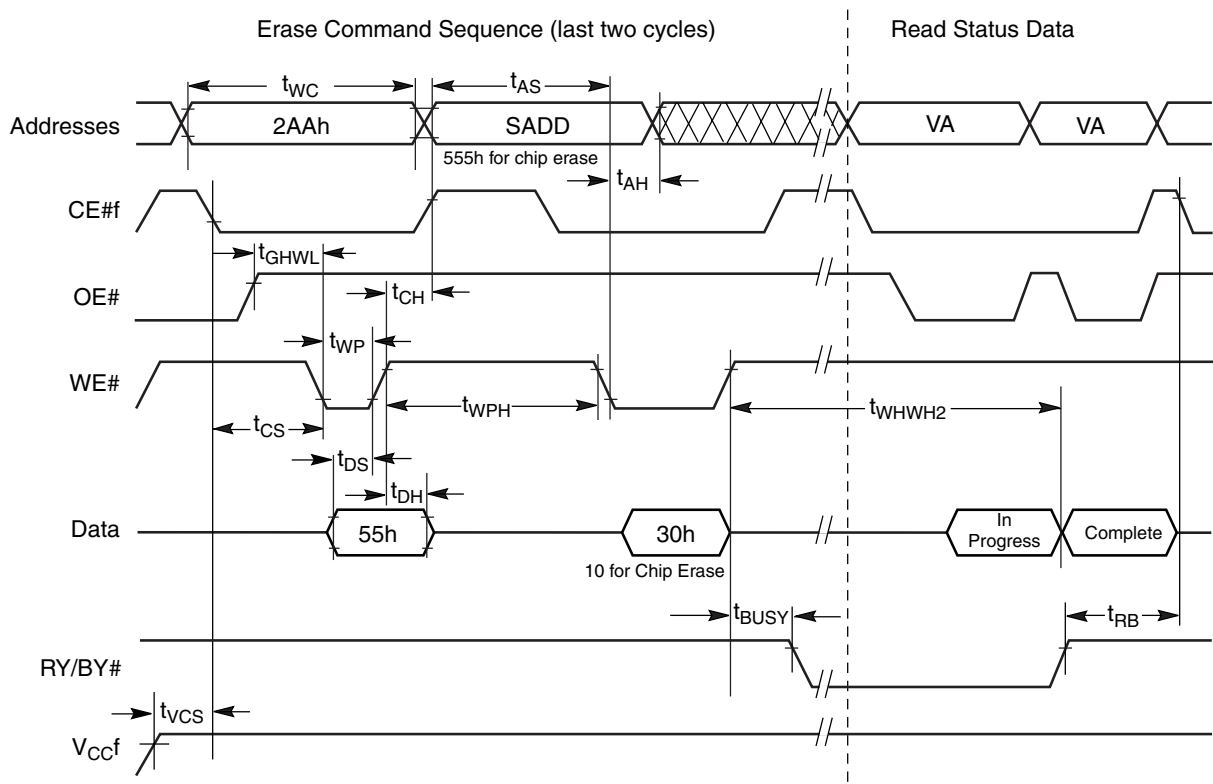 Erase Command Sequence (last two cycles) Read Status Data
tWC tAS
Addresses 2AAh SADD VA VA
555h for chip erase
tAH
CE#f
tGHWL
OE#
tCH
tWP
WE#
tWPH tWHWH2
tCS
tDS
tDH
Data 55h 30h In Progress Complete
10 for Chip Erase
tBUSY tRB
RY/BY#
tVCS
VCCf